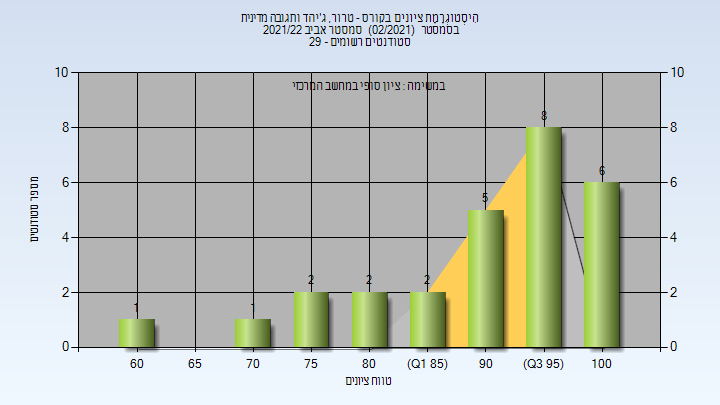 היסטוגרמת ציונים בקורס - טרור, ג'יהד ותגובה מדינית
בסמסטר (02/2021) סמסטר אביב 2021/22
סטודנטים רשומים - 29
במשימה : ציון סופי במחשב המרכזי
10 10
8 8
6 6
4 4
2 2
0 0
1 1 2 2 2 5 8 6
מספר סטודנטים
60 65 70 75 80 (Q1 85) 90 (Q3 95) 100
טווח ציונים